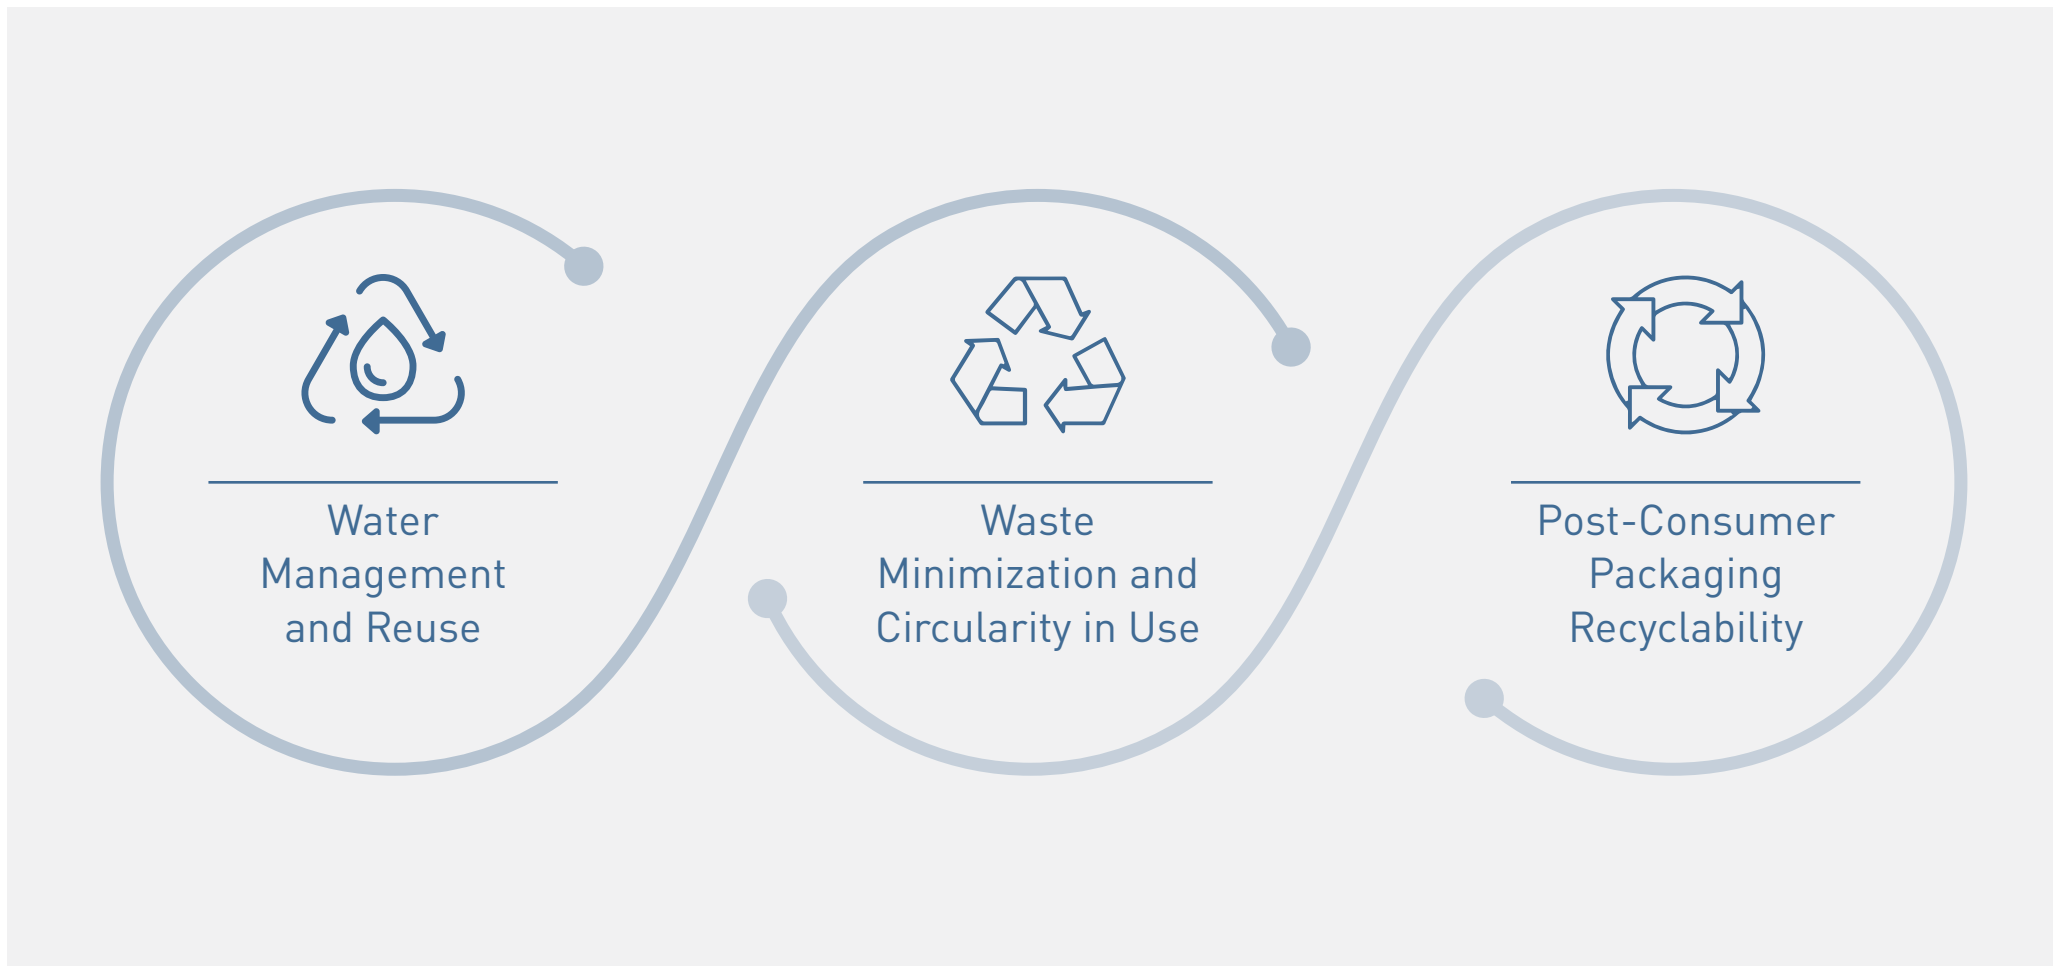 Water
Management
and Reuse
Waste
Minimization and
Circularity in Use
Post-Consumer
Packaging
Recyclability